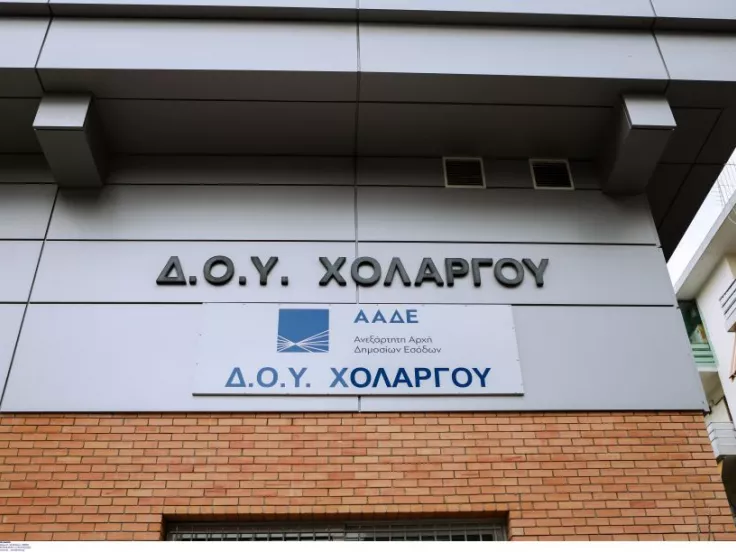 Δ.Ο.Υ. ΧΟΛΑΡΓΟΥ
ΑΑΔΕ
Ανεξάρτητη Αρχή
Δημοσίων Εσόδων
Δ.Ο.Υ. ΧΟΛΑΡΓΟΥ